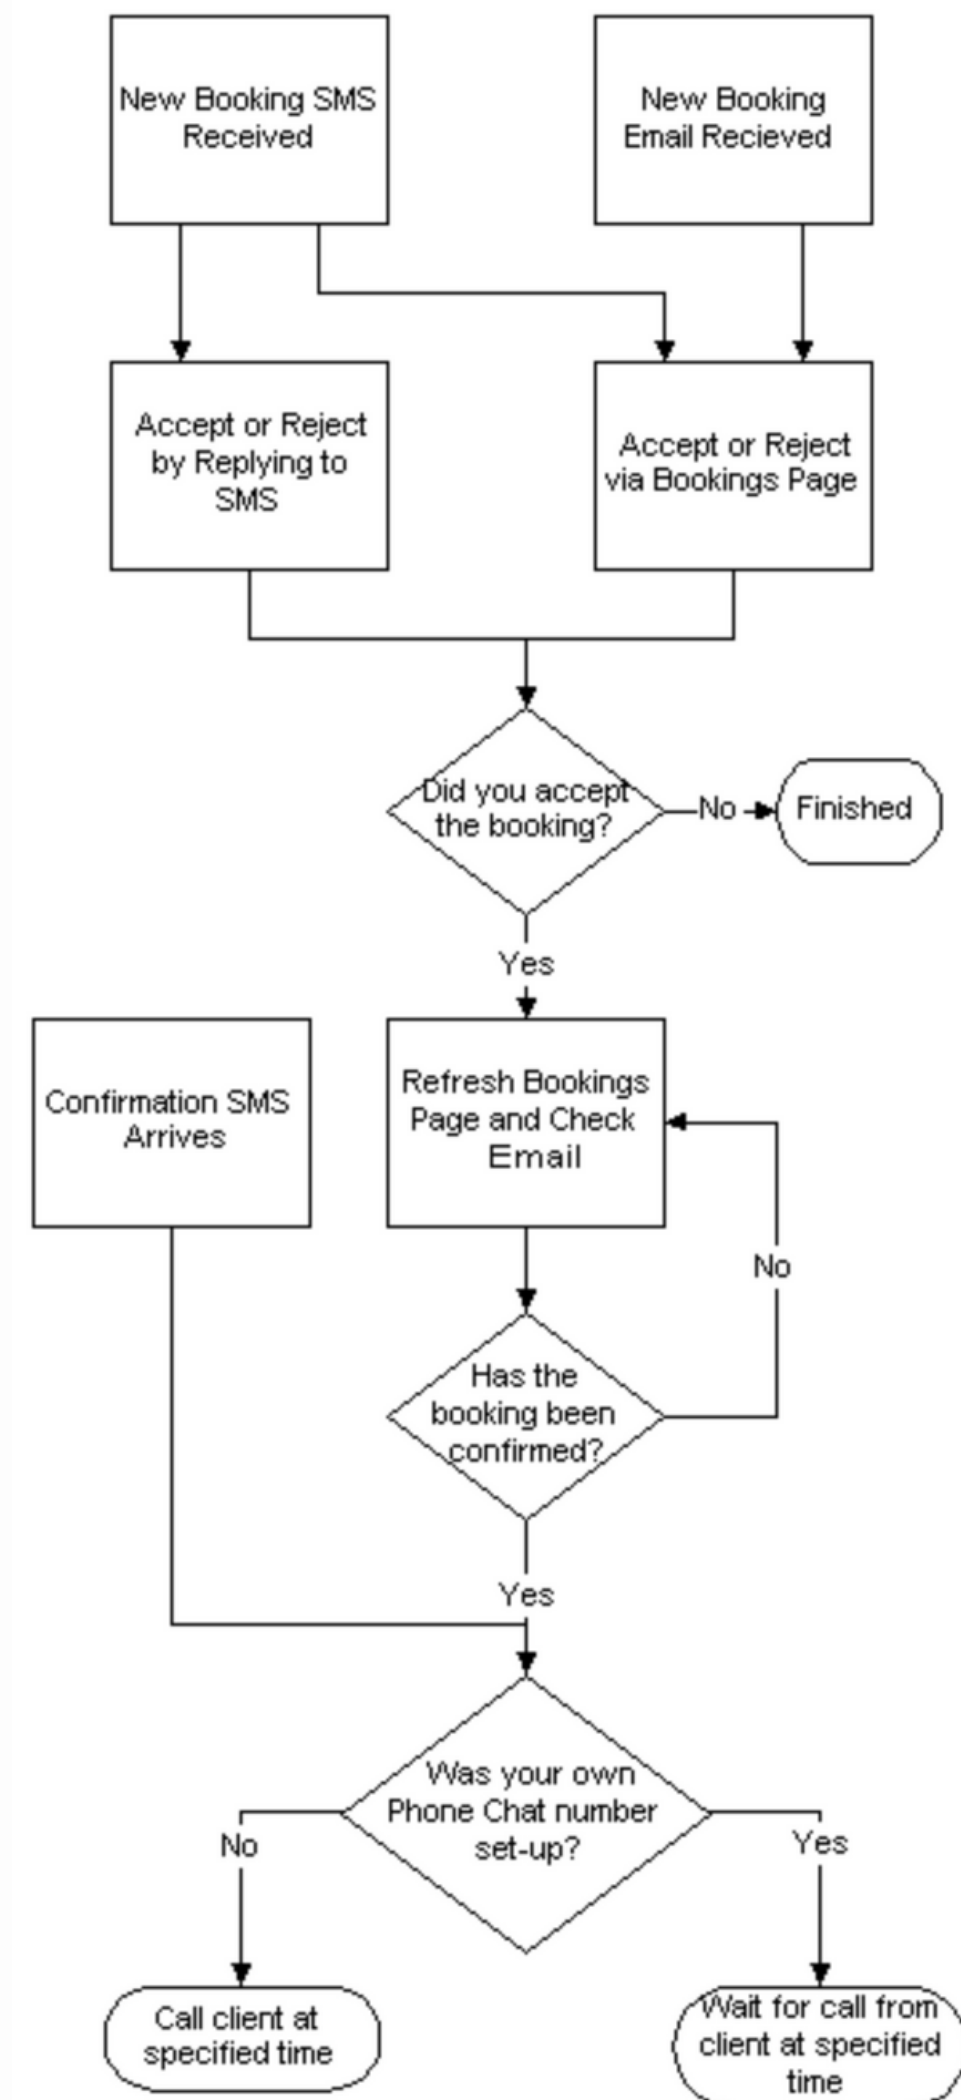 New Booking SMS
Received
New Booking
Email Recieved
Accept or Reject
by Replying to
SMS
Accept or Reject
via Bookings Page
Did you accept
the booking?
No
Finished
Yes
Confirmation SMS
Arrives
Refresh Bookings
Page and Check
Email
No
Has the
booking been
confirmed?
Yes
Was your own
Phone Chat number
set-up?
No
Yes
Call client at
specified time
Wait for call from
client at specified
time